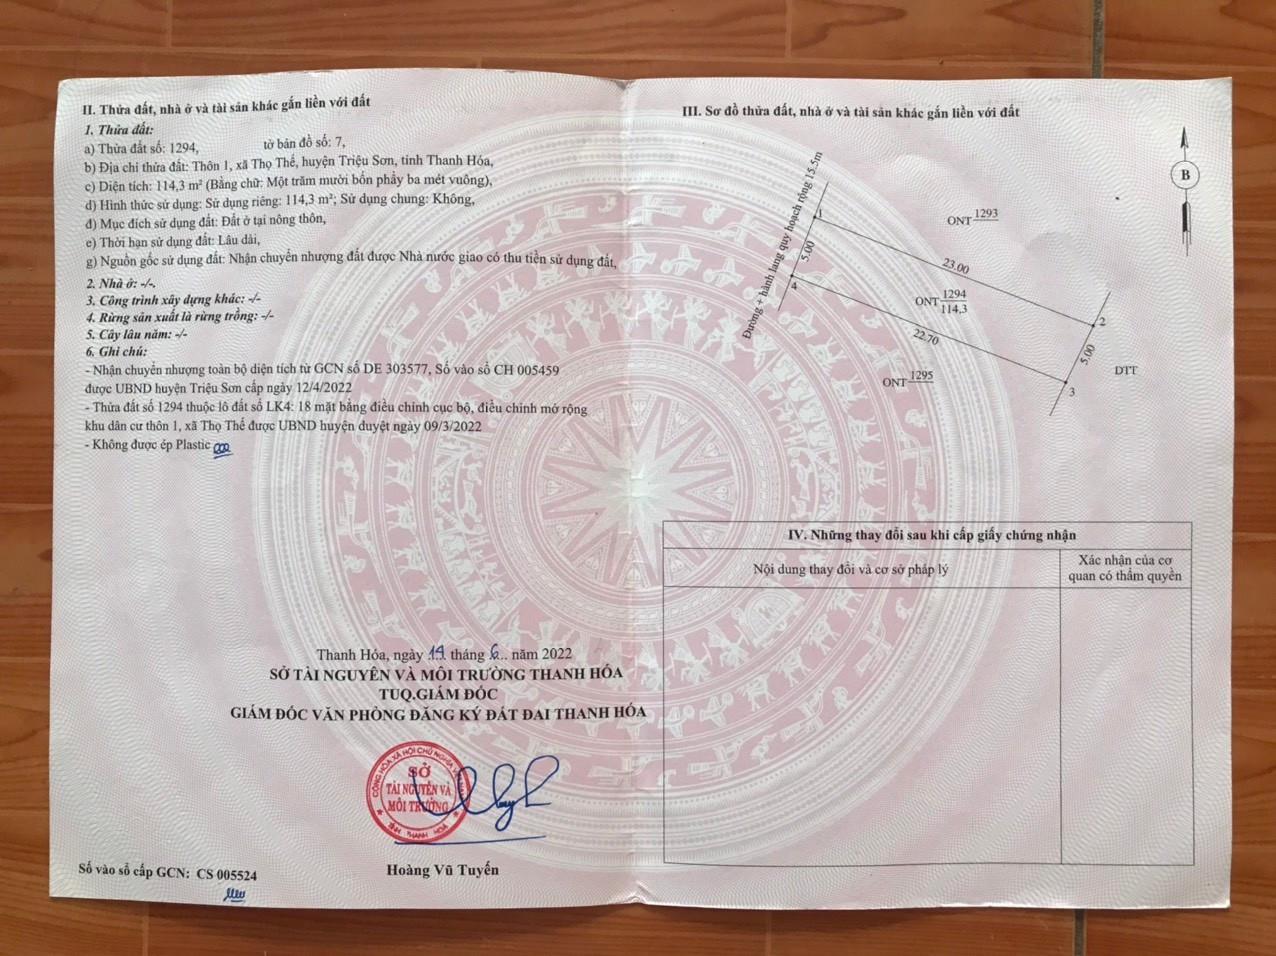 II. Thửa đất, nhà ở và tài sản khác gắn liền với đất
1. Thửa đất:
a) Thửa đất số: 1294, tờ bản đồ số: 7,
b) Địa chỉ thửa đất: Thôn 1, xã Thọ Thế, huyện Triệu Sơn, tỉnh Thanh Hóa,
c) Diện tích: 114,3 m² (Bằng chữ: Một trăm mười bốn phẩy ba mét vuông),
d) Hình thức sử dụng: Sử dụng riêng: 114,3 m²; Sử dụng chung: Không,
đ) Mục đích sử dụng đất: Đất ở tại nông thôn,
e) Thời hạn sử dụng đất: Lâu dài,
g) Nguồn gốc sử dụng đất: Nhận chuyển nhượng đất được Nhà nước giao có thu tiền sử dụng đất,
2. Nhà ở: -/-.
3. Công trình xây dựng khác: -/-
4. Rừng sản xuất là rừng trồng: -/-
5. Cây lâu năm: -/-
6. Ghi chú:
- Nhận chuyển nhượng toàn bộ diện tích từ GCN số DE 303577, Số vào sổ CH 005459
được UBND huyện Triệu Sơn cấp ngày 12/4/2022
- Thửa đất số 1294 thuộc lô đất số LK4: 18 mặt bằng điều chỉnh cục bộ, điều chỉnh mở rộng
khu dân cư thôn 1, xã Thọ Thế được UBND huyện duyệt ngày 09/3/2022
- Không được ép Plastic
Thanh Hóa, ngày 14 tháng 6.. năm 2022
SỞ TÀI NGUYÊN VÀ MÔI TRƯỜNG THANH HÓA
TUQ.GIÁM ĐỐC
GIÁM ĐỐC VĂN PHÒNG ĐĂNG KÝ ĐẤT ĐAI THANH HÓA
CỘNG HÒA XÃ HỘI CHỦ NGHĨA
SỞ
TÀI NGUYÊN VÀ
MÔI TRƯỜNG
TỈNH THANH HOÁ
Hoàng Vũ Tuyến
Số vào sổ cấp GCN: CS 005524
III. Sơ đồ thửa đất, nhà ở và tài sản khác gắn liền với đất
B
Đường + hành lang quy hoạch rộng 15.5m
1
ONT 1293
5.00
23.00
4
ONT 1294
114,3
2
22.70
5.00
DTT
ONT 1295
3
IV. Những thay đổi sau khi cấp giấy chứng nhận
Nội dung thay đổi và cơ sở pháp lý
Xác nhận của cơ
quan có thẩm quyền